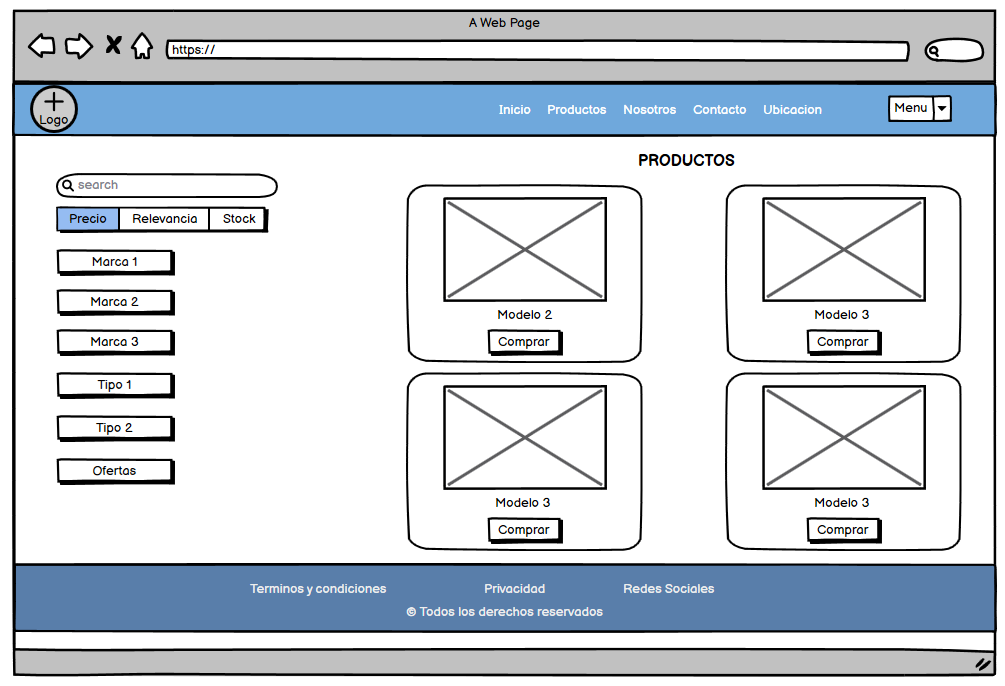 A Web Page
https://
Logo
Inicio Productos Nosotros Contacto Ubicacion
Menu
PRODUCTOS
search
Precio Relevancia Stock
Marca 1
Marca 2
Marca 3
Tipo 1
Tipo 2
Ofertas
Modelo 2
Comprar
Modelo 3
Comprar
Modelo 3
Comprar
Modelo 3
Comprar
Terminos y condiciones Privacidad Redes Sociales
© Todos los derechos reservados